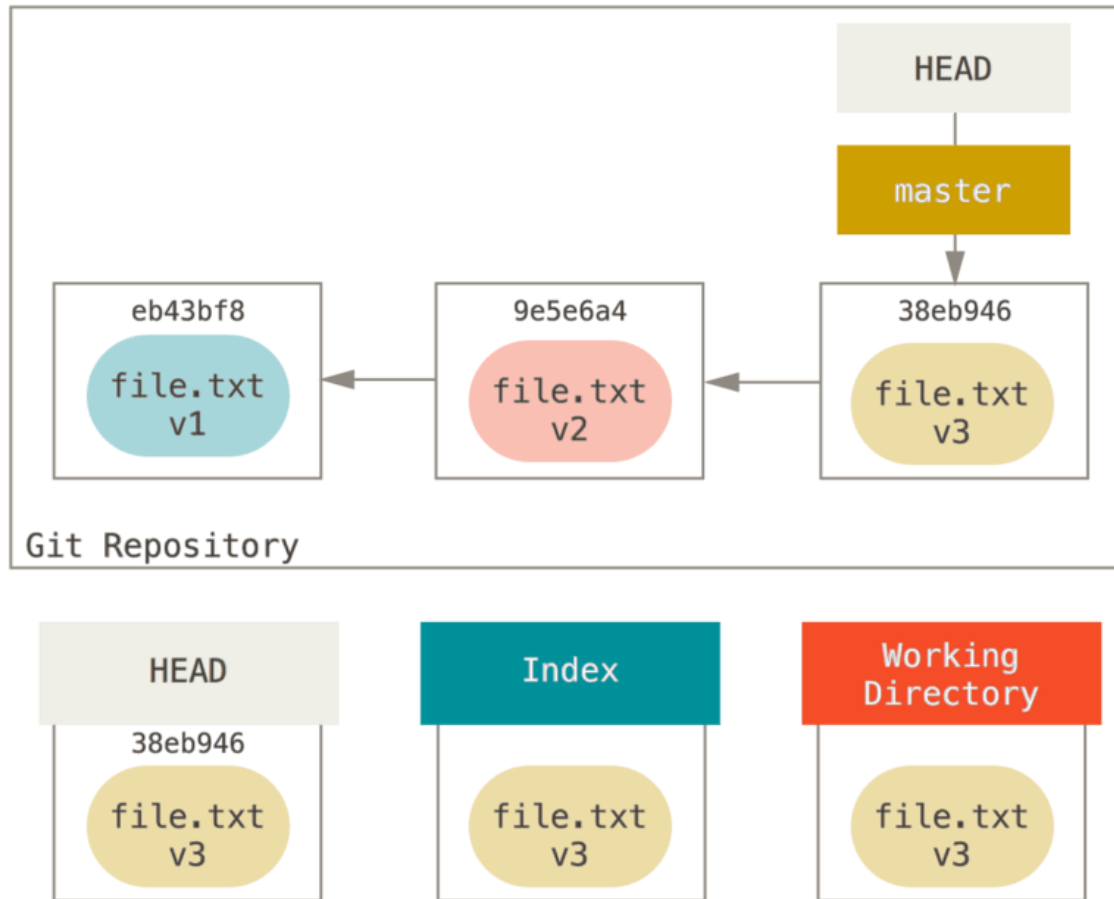 HEAD
master
eb43bf8
file.txt
v1
9e5e6a4
file.txt
v2
38eb946
file.txt
v3
Git Repository
HEAD
38eb946
file.txt
v3
Index
file.txt
v3
Working
Directory
file.txt
v3